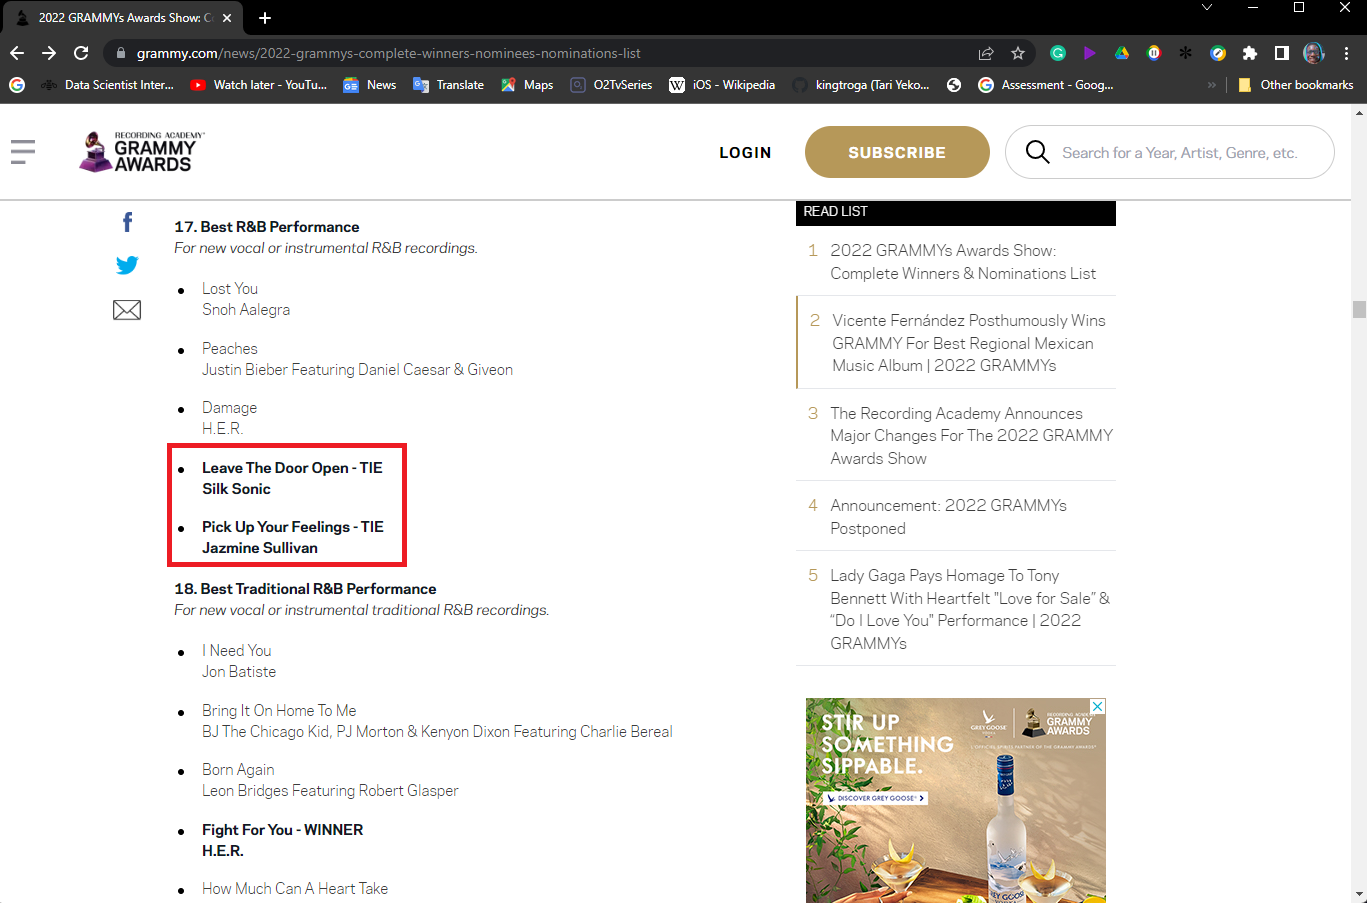 2022 GRAMMYs Awards Show: C
grammy.com/news/2022-grammys-complete-winners-nominees-nominations-list
Data Scientist Inter...
Watch later - YouTu...
News
Translate
Maps
O2TvSeries
iOS - Wikipedia
kingtroga (Tari Yeko...
Assessment - Goog...
»
Other bookmarks
RECORDING ACADEMY
GRAMMY
AWARDS
LOGIN
SUBSCRIBE
Search for a Year, Artist, Genre, etc.
17. Best R&B Performance
For new vocal or instrumental R&B recordings.
• Lost You
Snoh Aalegra
• Peaches
Justin Bieber Featuring Daniel Caesar & Giveon
• Damage
H.E.R.
• Leave The Door Open - TIE
Silk Sonic
• Pick Up Your Feelings - TIE
Jazmine Sullivan
18. Best Traditional R&B Performance
For new vocal or instrumental traditional R&B recordings.
• I Need You
Jon Batiste
• Bring It On Home To Me
BJ The Chicago Kid, PJ Morton & Kenyon Dixon Featuring Charlie Bereal
• Born Again
Leon Bridges Featuring Robert Glasper
• Fight For You - WINNER
H.E.R.
• How Much Can A Heart Take
READ LIST
1 2022 GRAMMYs Awards Show:
Complete Winners & Nominations List
2 Vicente Fernández Posthumously Wins
GRAMMY For Best Regional Mexican
Music Album | 2022 GRAMMYs
3 The Recording Academy Announces
Major Changes For The 2022 GRAMMY
Awards Show
4 Announcement: 2022 GRAMMYs
Postponed
5 Lady Gaga Pays Homage To Tony
Bennett With Heartfelt "Love for Sale” &
“Do I Love You" Performance | 2022
GRAMMYs
STIR UP
SOMETHING
SIPPABLE.
DISCOVER GREY GOOSE
GREY GOOSE
VODKA
RECORDING ACADEMY
GRAMMY
AWARDS
OFFICIAL SPIRITS PARTNER OF THE GRAMMY AWARDS
GREY GOOSE